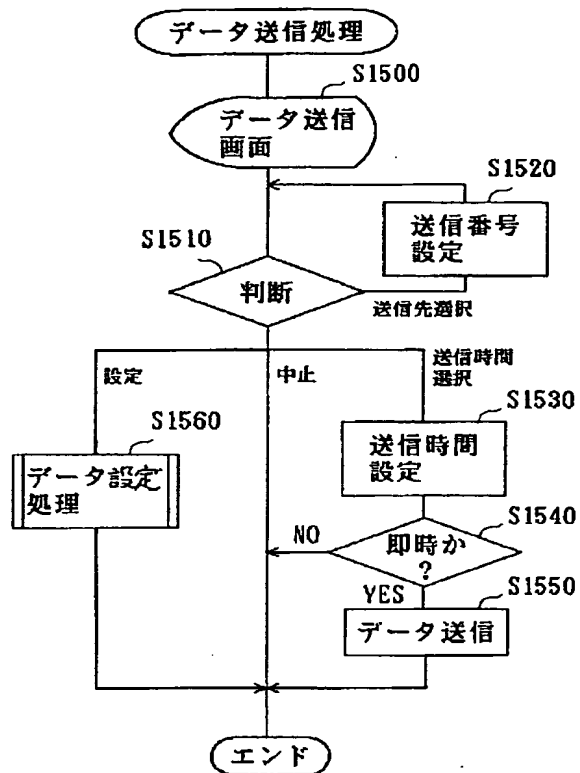 データ送信処理
S1500
データ送信
画面
S1520
送信番号
設定
S1510
判断
送信先選択
設定
中止
送信時間
選択
S1560
データ設定
処理
S1530
送信時間
設定
S1540
即時か
?
NO
YES
S1550
データ送信
エンド